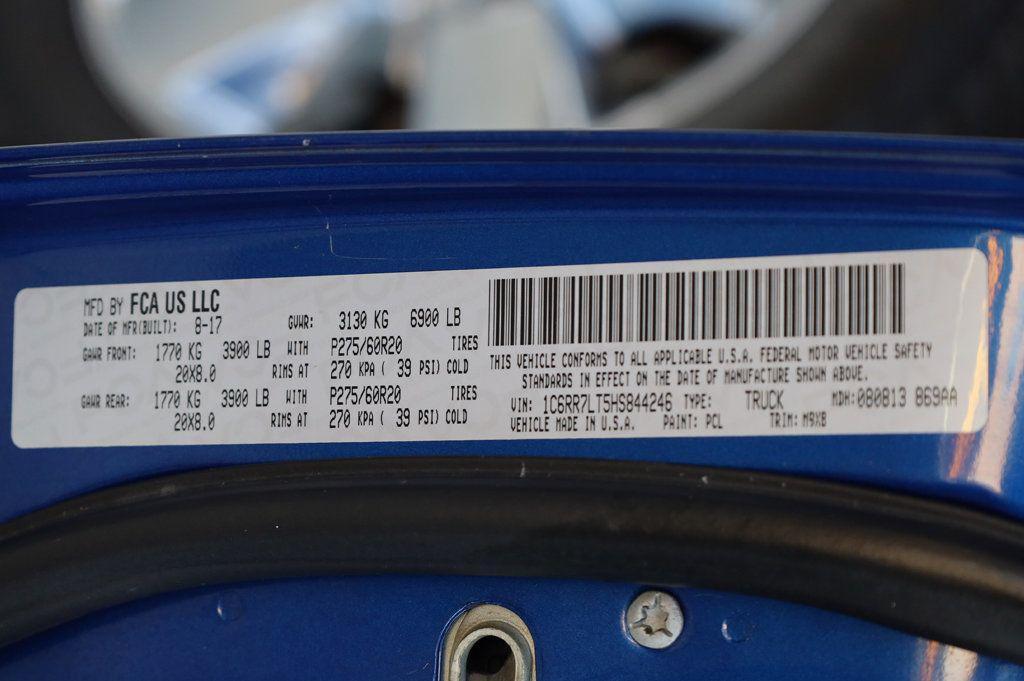 MFD BY FCA US LLC
DATE OF MFR(BUILT): 8-17 GVWR: 3130 KG 6900 LB
GAWR FRONT: 1770 KG 3900 LB WITH P275/60R20 TIRES
20X8.0 RIMS AT 270 KPA ( 39 PSI) COLD
GAWR REAR: 1770 KG 3900 LB WITH P275/60R20 TIRES
20X8.0 RIMS AT 270 KPA ( 39 PSI) COLD
THIS VEHICLE CONFORMS TO ALL APPLICABLE U.S.A. FEDERAL MOTOR VEHICLE SAFETY
STANDARDS IN EFFECT ON THE DATE OF MANUFACTURE SHOWN ABOVE.
VIN: 1C6RR7LT5HS844246 TYPE: TRUCK MDH:080813 869AA
VEHICLE MADE IN U.S.A. PAINT: PCL TRIM: M9X8